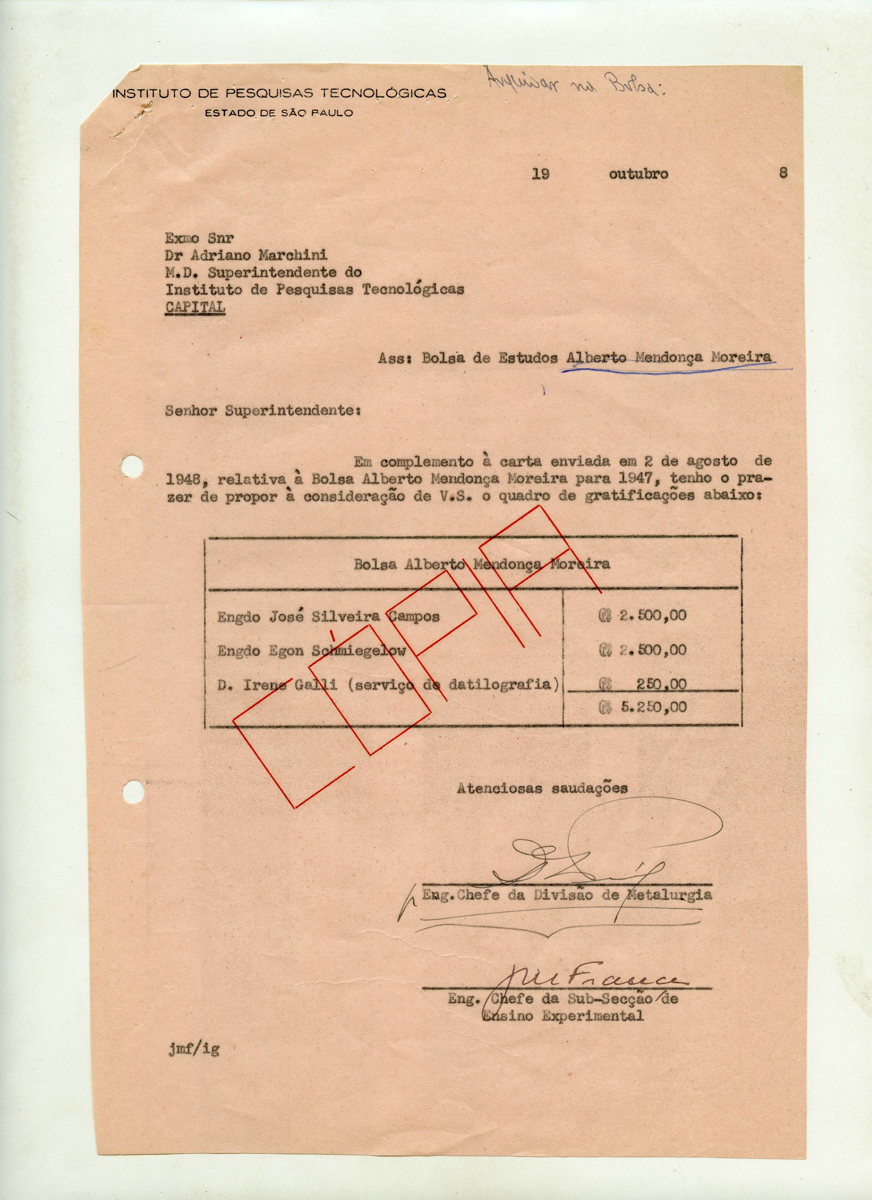 Arquivar na Bolsa:
INSTITUTO DE PESQUISAS TECNOLÓGICAS
ESTADO DE SÃO PAULO
19 outubro 8
Exmo Snr
Dr Adriano Marchini
M.D. Superintendente do
Instituto de Pesquisas Tecnológicas
CAPITAL
Ass: Bolsa de Estudos Alberto Mendonça Moreira
Senhor Superintendente:
Em complemento à carta enviada em 2 de agosto de
1948, relativa à Bolsa Alberto Mendonça Moreira para 1947, tenho o pra-
zer de propor à consideração de V.S. o quadro de gratificações abaixo:
Bolsa Alberto Mendonça Moreira
Engdo José Silveira Campos 2.500,00
Engdo Egon Schmiegelow 2.500,00
D. Irene Galli (serviço de datilografia) 250,00
5.250,00
CÓPIA
Atenciosas saudações
p Eng.Chefe da Divisão de Metalurgia
Eng. Chefe da Sub-Secção de
Ensino Experimental
jmf/ig